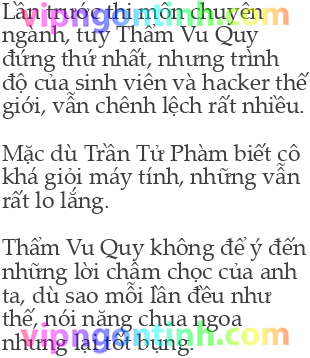 Lần trước thi môn chuyên
ngành, tuy Thẩm Vu Quy
đứng thứ nhất, nhưng trình
độ của sinh viên và hacker thế
giới, vẫn chênh lệch rất nhiều.
Mặc dù Trần Tử Phàm biết cô
khá giỏi máy tính, những vẫn
rất lo lắng.
Thẩm Vu Quy không để ý đến
những lời châm chọc của anh
ta, dù sao mỗi lần đều như
thế, nói năng chua ngoa
nhưng lại tốt bụng.
vipngontinh.com
vipngontinh.com